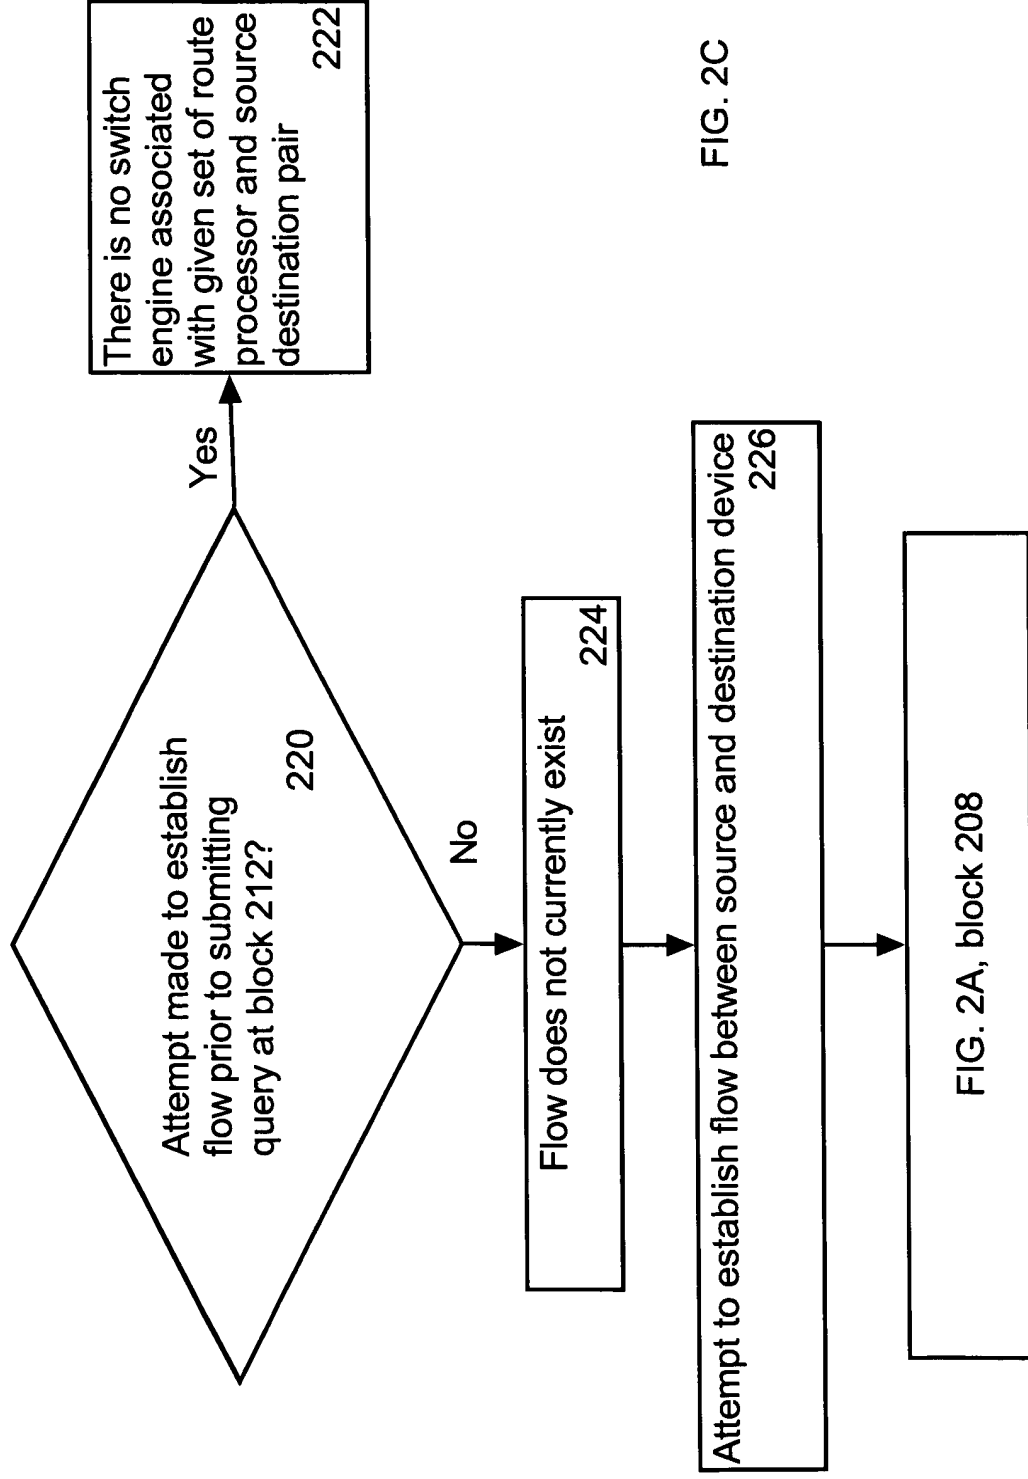 Attempt made to establish
flow prior to submitting
query at block 212?
220
Yes
There is no switch
engine associated
with given set of route
processor and source
destination pair
222
No
Flow does not currently exist
224
Attempt to establish flow between source and destination device
226
FIG. 2A, block 208
FIG. 2C